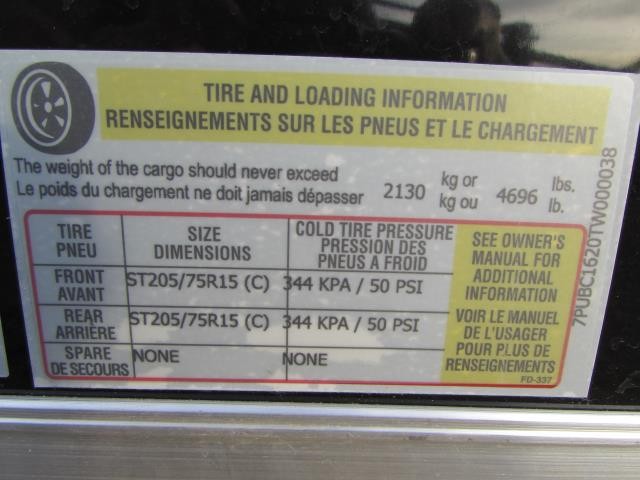 TIRE AND LOADING INFORMATION
RENSEIGNEMENTS SUR LES PNEUS ET LE CHARGEMENT
The weight of the cargo should never exceed 2130 kg or 4696 lbs.
Le poids du chargement ne doit jamais dépasser kg ou lb.
TIRE
PNEU
SIZE
DIMENSIONS
COLD TIRE PRESSURE
PRESSION DES
PNEUS A FROID
FRONT
AVANT
ST205/75R15 (C)
344 KPA / 50 PSI
REAR
ARRIÈRE
ST205/75R15 (C)
344 KPA / 50 PSI
SPARE
DE SECOURS
NONE
NONE
SEE OWNER'S
MANUAL FOR
ADDITIONAL
INFORMATION
VOIR LE MANUEL
DE L'USAGER
POUR PLUS DE
RENSEIGNEMENTS
FD-337
7PUBC1620TW000038